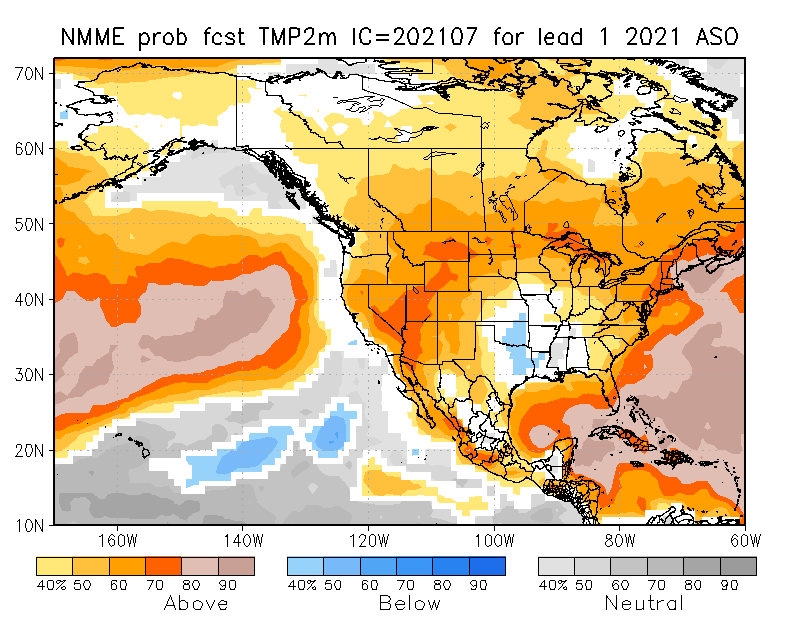 NMME prob fcst TMP2m IC=202107 for lead 1 2021 ASO
70N
60N
50N
40N
30N
20N
10N
160W 140W 120W 100W 80W 60W
40% 50 60 70 80 90 40% 50 60 70 80 90 40% 50 60 70 80 90
Above Below Neutral